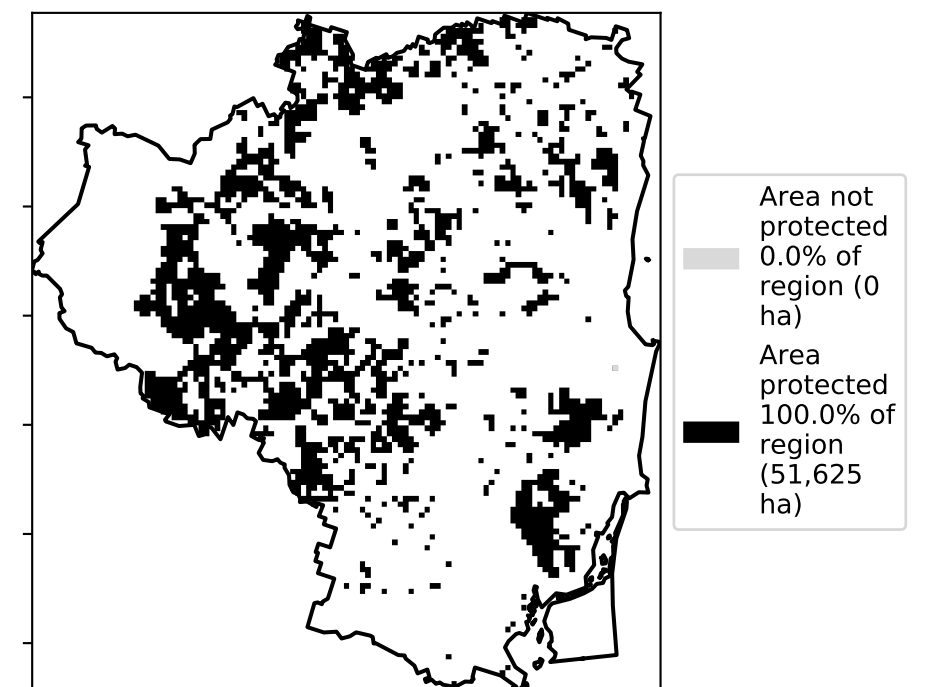 Area not
protected
0.0% of
region (0
ha)
Area
protected
100.0% of
region
(51,625
ha)